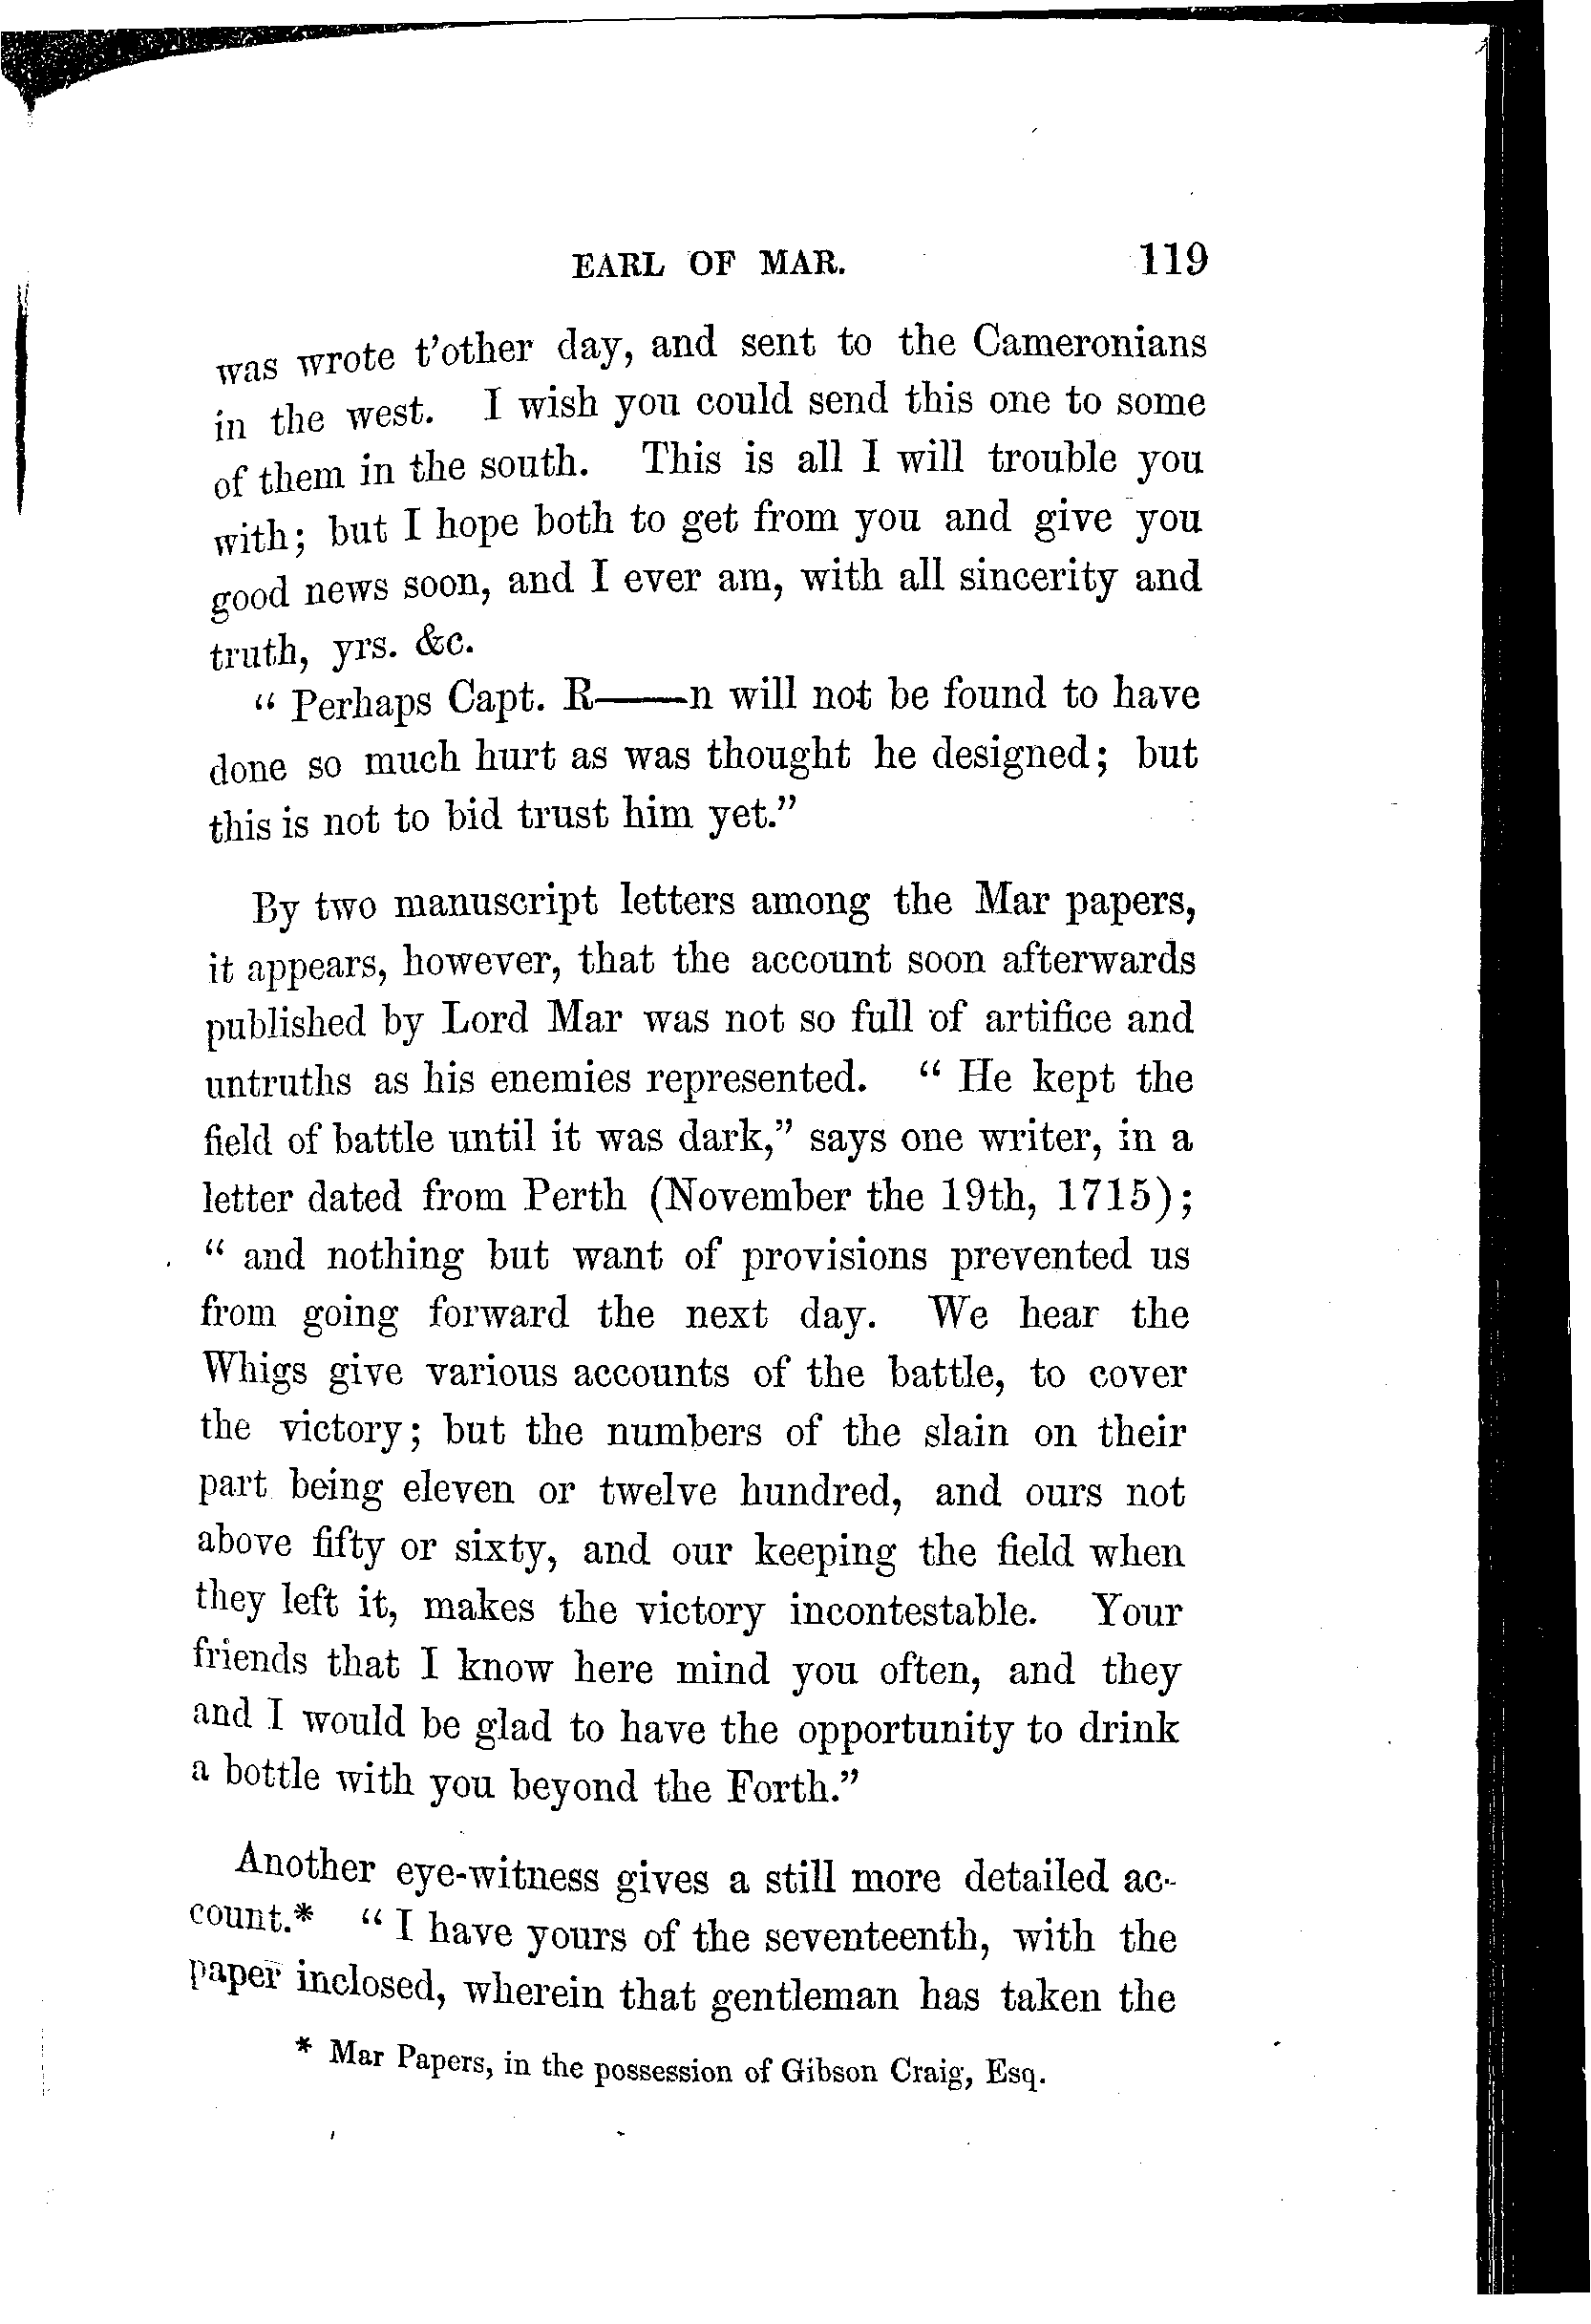 EARL OF MAR. 119
was wrote t'other day, and sent to the Cameronians
in the west. I wish you could send this one to some
of them in the south. This is all I will trouble you
with; but I hope both to get from you and give you
good news soon, and I ever am, with all sincerity and
truth, yrs. &c.
“ Perhaps Capt. R——n will not be found to have
done so much hurt as was thought he designed; but
this is not to bid trust him yet.”
By two manuscript letters among the Mar papers,
it appears, however, that the account soon afterwards
published by Lord Mar was not so full of artifice and
untruths as his enemies represented. “ He kept the
field of battle until it was dark,” says one writer, in a
letter dated from Perth (November the 19th, 1715);
“ and nothing but want of provisions prevented us
from going forward the next day. We hear the
Whigs give various accounts of the battle, to cover
the victory; but the numbers of the slain on their
part being eleven or twelve hundred, and ours not
above fifty or sixty, and our keeping the field when
they left it, makes the victory incontestable. Your
friends that I know here mind you often, and they
and I would be glad to have the opportunity to drink
a bottle with you beyond the Forth.”
Another eye-witness gives a still more detailed ac-
count.* “ I have yours of the seventeenth, with the
paper inclosed, wherein that gentleman has taken the
* Mar Papers, in the possession of Gibson Craig, Esq.